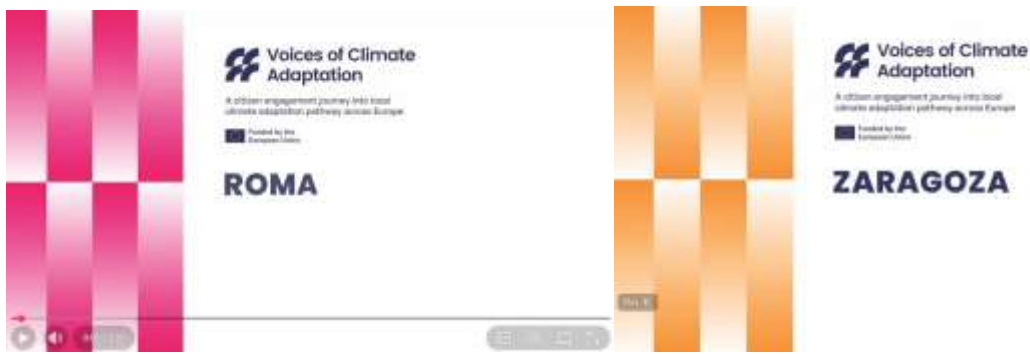 Voices of Climate
Adaptation
A citizen engagement journey into local
climate adaptation pathway across Europe
Funded by the
European Union
ROMA
Voices of Climate
Adaptation
A citizen engagement journey into local
climate adaptation pathway across Europe
Funded by the
European Union
ZARAGOZA